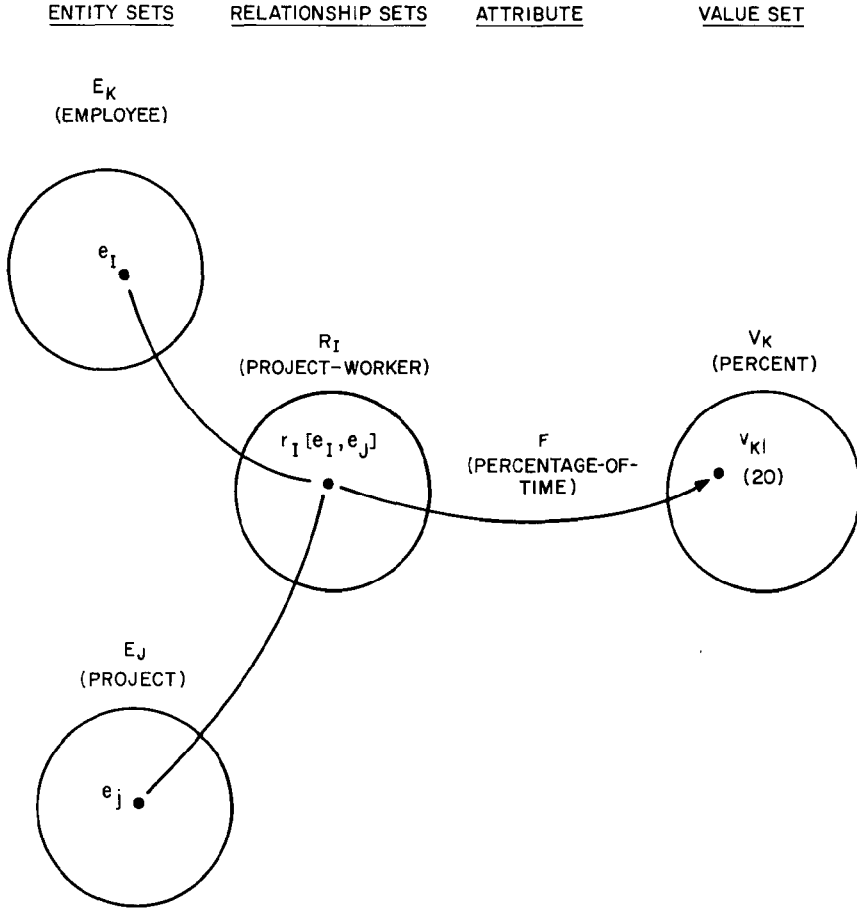 ENTITY SETS RELATIONSHIP SETS ATTRIBUTE VALUE SET
E_K
(EMPLOYEE)
e_I
R_I
(PROJECT-WORKER)
r_I [e_I, e_J]
F
(PERCENTAGE-OF-
TIME)
V_K
(PERCENT)
v_K1
(20)
E_J
(PROJECT)
e_j